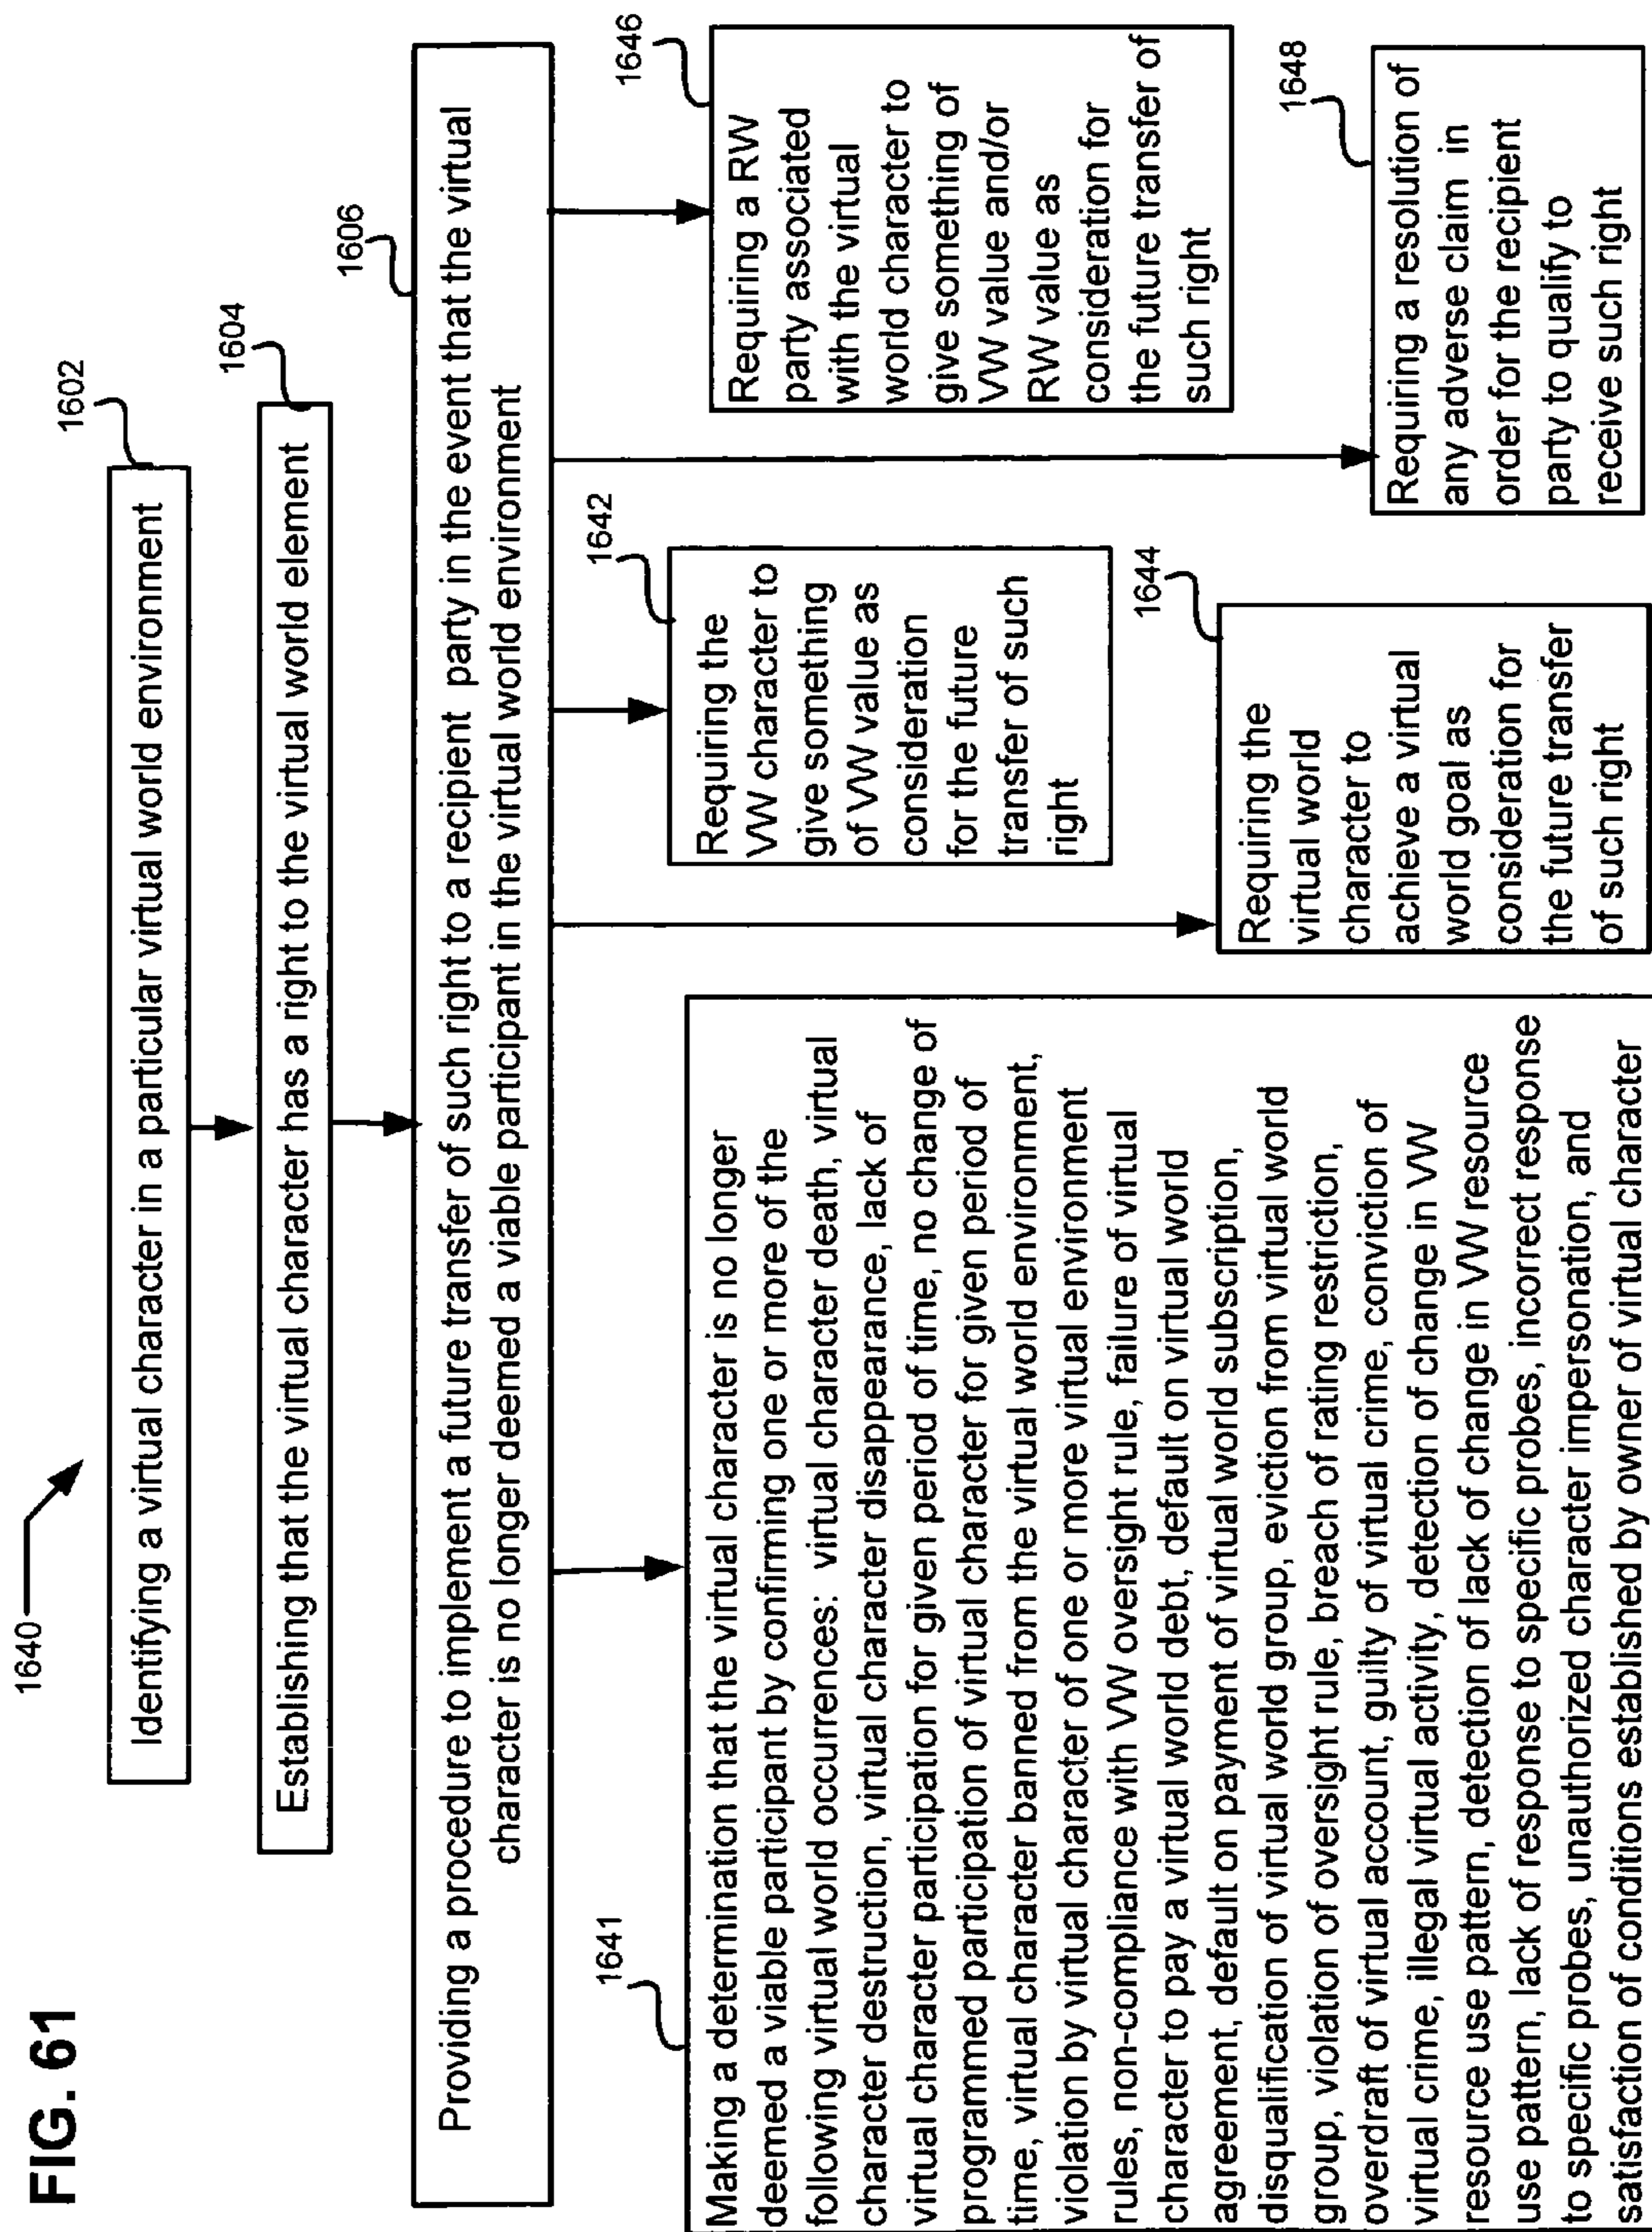 FIG. 61
1640
1602
Identifying a virtual character in a particular virtual world environment
1604
Establishing that the virtual character has a right to the virtual world element
1606
Providing a procedure to implement a future transfer of such right to a recipient party in the event that the virtual
character is no longer deemed a viable participant in the virtual world environment
1641
Making a determination that the virtual character is no longer
deemed a viable participant by confirming one or more of the
following virtual world occurrences: virtual character death, virtual
character destruction, virtual character disappearance, lack of
virtual character participation for given period of time, no change of
programmed participation of virtual character for given period of
time, virtual character banned from the virtual world environment,
violation by virtual character of one or more virtual environment
rules, non-compliance with VW oversight rule, failure of virtual
character to pay a virtual world debt, default on virtual world
agreement, default on payment of virtual world subscription,
disqualification of virtual world group, eviction from virtual world
group, violation of oversight rule, breach of rating restriction,
overdraft of virtual account, guilty of virtual crime, conviction of
virtual crime, illegal virtual activity, detection of change in VW
resource use pattern, detection of lack of change in VW resource
use pattern, lack of response to specific probes, incorrect response
to specific probes, unauthorized character impersonation, and
satisfaction of conditions established by owner of virtual character
1642
Requiring the
VW character to
give something
of VW value as
consideration
for the future
transfer of such
right
1644
Requiring the
virtual world
character to
achieve a virtual
world goal as
consideration for
the future transfer
of such right
1646
Requiring a RW
party associated
with the virtual
world character to
give something of
VW value and/or
RW value as
consideration for
the future transfer of
such right
1648
Requiring a resolution of
any adverse claim in
order for the recipient
party to qualify to
receive such right